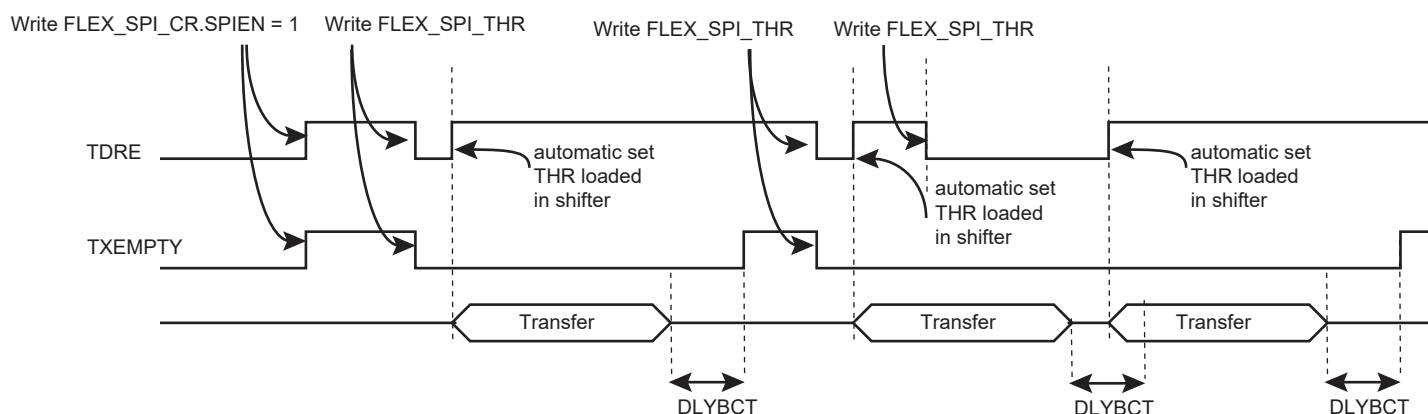 Write FLEX_SPI_CR.SPIEN = 1
Write FLEX_SPI_THR
Write FLEX_SPI_THR
Write FLEX_SPI_THR
TDRE
automatic set
THR loaded
in shifter
automatic set
THR loaded
in shifter
automatic set
THR loaded
in shifter
TXEMPTY
Transfer
Transfer
Transfer
DLYBCT
DLYBCT
DLYBCT